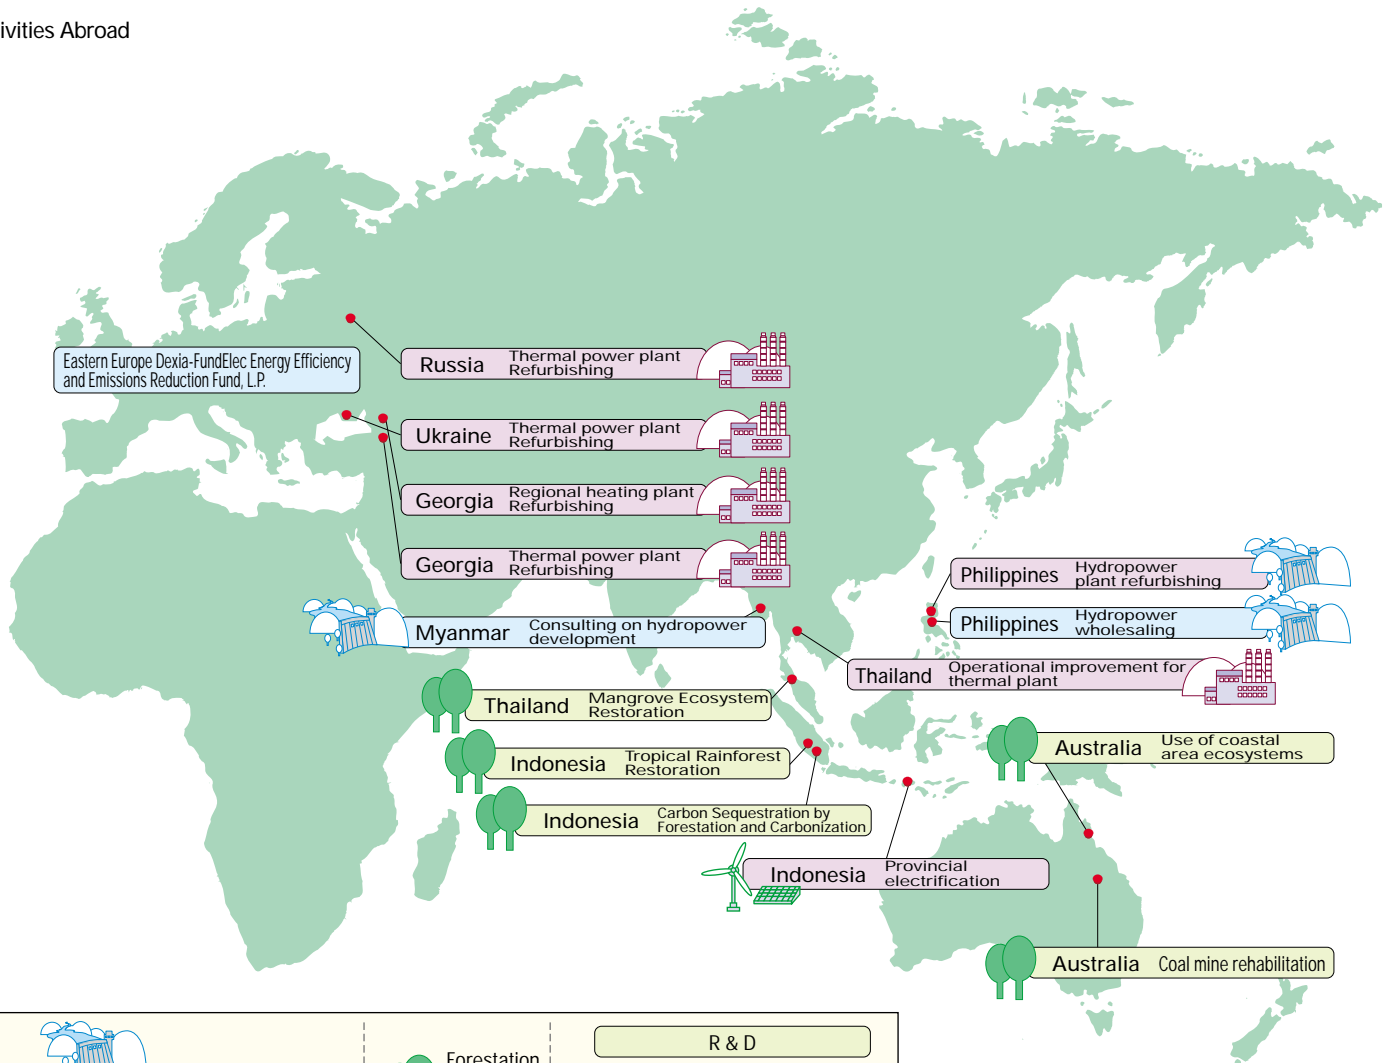 ivities Abroad
Eastern Europe Dexia-FundElec Energy Efficiency
and Emissions Reduction Fund, L.P.
Russia
Thermal power plant
Refurbishing
Ukraine
Thermal power plant
Refurbishing
Georgia
Regional heating plant
Refurbishing
Georgia
Thermal power plant
Refurbishing
Philippines
Hydropower
plant refurbishing
Myanmar
Consulting on hydropower
development
Philippines
Hydropower
wholesaling
Thailand
Operational improvement for
thermal plant
Thailand
Mangrove Ecosystem
Restoration
Indonesia
Tropical Rainforest
Restoration
Australia
Use of coastal
area ecosystems
Indonesia
Carbon Sequestration by
Forestation and Carbonization
Indonesia
Provincial
electrification
Australia
Coal mine rehabilitation
Forestation
R & D